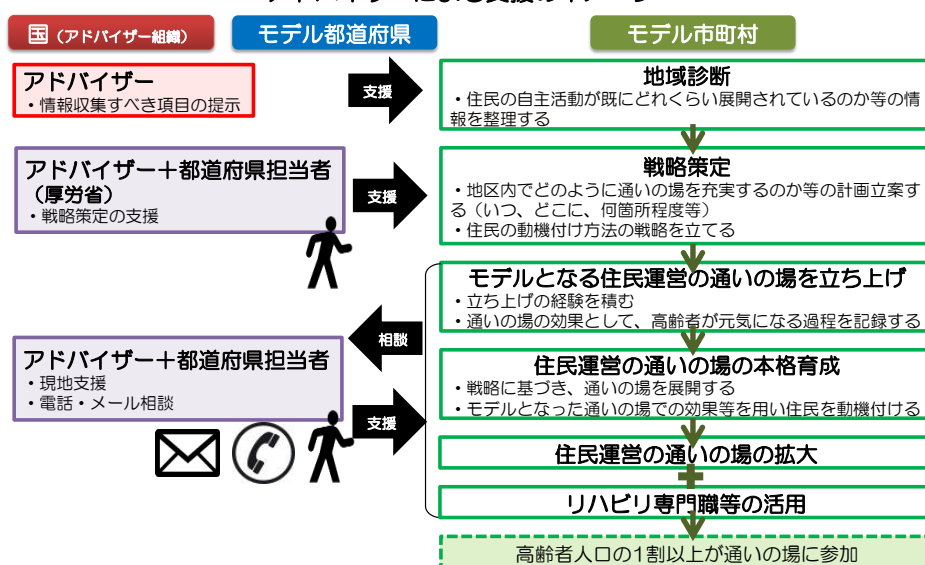 国（アドバイザー組織）
モデル都道府県
モデル市町村
アドバイザー
・情報収集すべき項目の提示
支援
地域診断
・住民の自主活動が既にどれくらい展開されているのか等の情
報を整理する
アドバイザー＋都道府県担当者
（厚労省）
・戦略策定の支援
支援
戦略策定
・地区内でどのように通いの場を充実するのか等の計画立案す
る（いつ、どこに、何箇所程度等）
・住民の動機付け方法の戦略を立てる
モデルとなる住民運営の通いの場を立ち上げ
・立ち上げの経験を積む
・通いの場の効果として、高齢者が元気になる過程を記録する
相談
アドバイザー＋都道府県担当者
・現地支援
・電話・メール相談
支援
住民運営の通いの場の本格育成
・戦略に基づき、通いの場を展開する
・モデルとなった通いの場での効果等を用い住民を動機付ける
住民運営の通いの場の拡大
リハビリ専門職等の活用
高齢者人口の1割以上が通いの場に参加